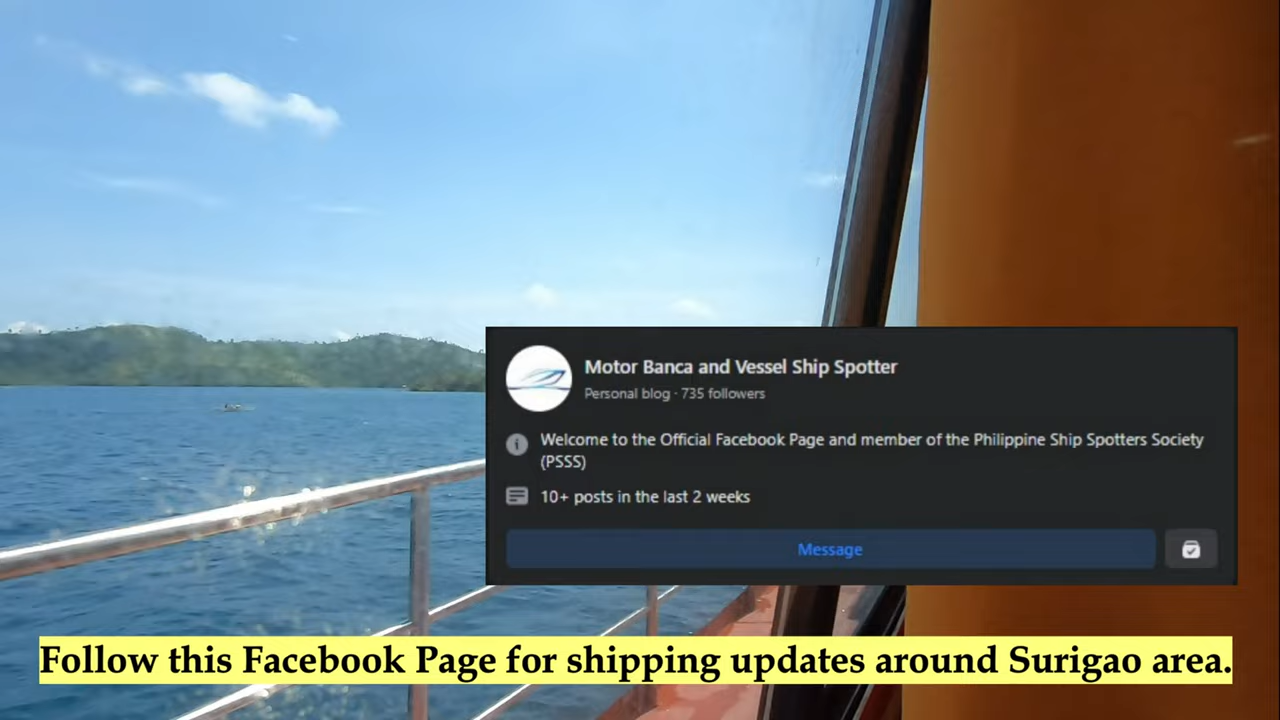 Motor Banca and Vessel Ship Spotter
Personal blog · 735 followers
Welcome to the Official Facebook Page and member of the Philippine Ship Spotters Society
(PSSS)
10+ posts in the last 2 weeks
Message
Follow this Facebook Page for shipping updates around Surigao area.